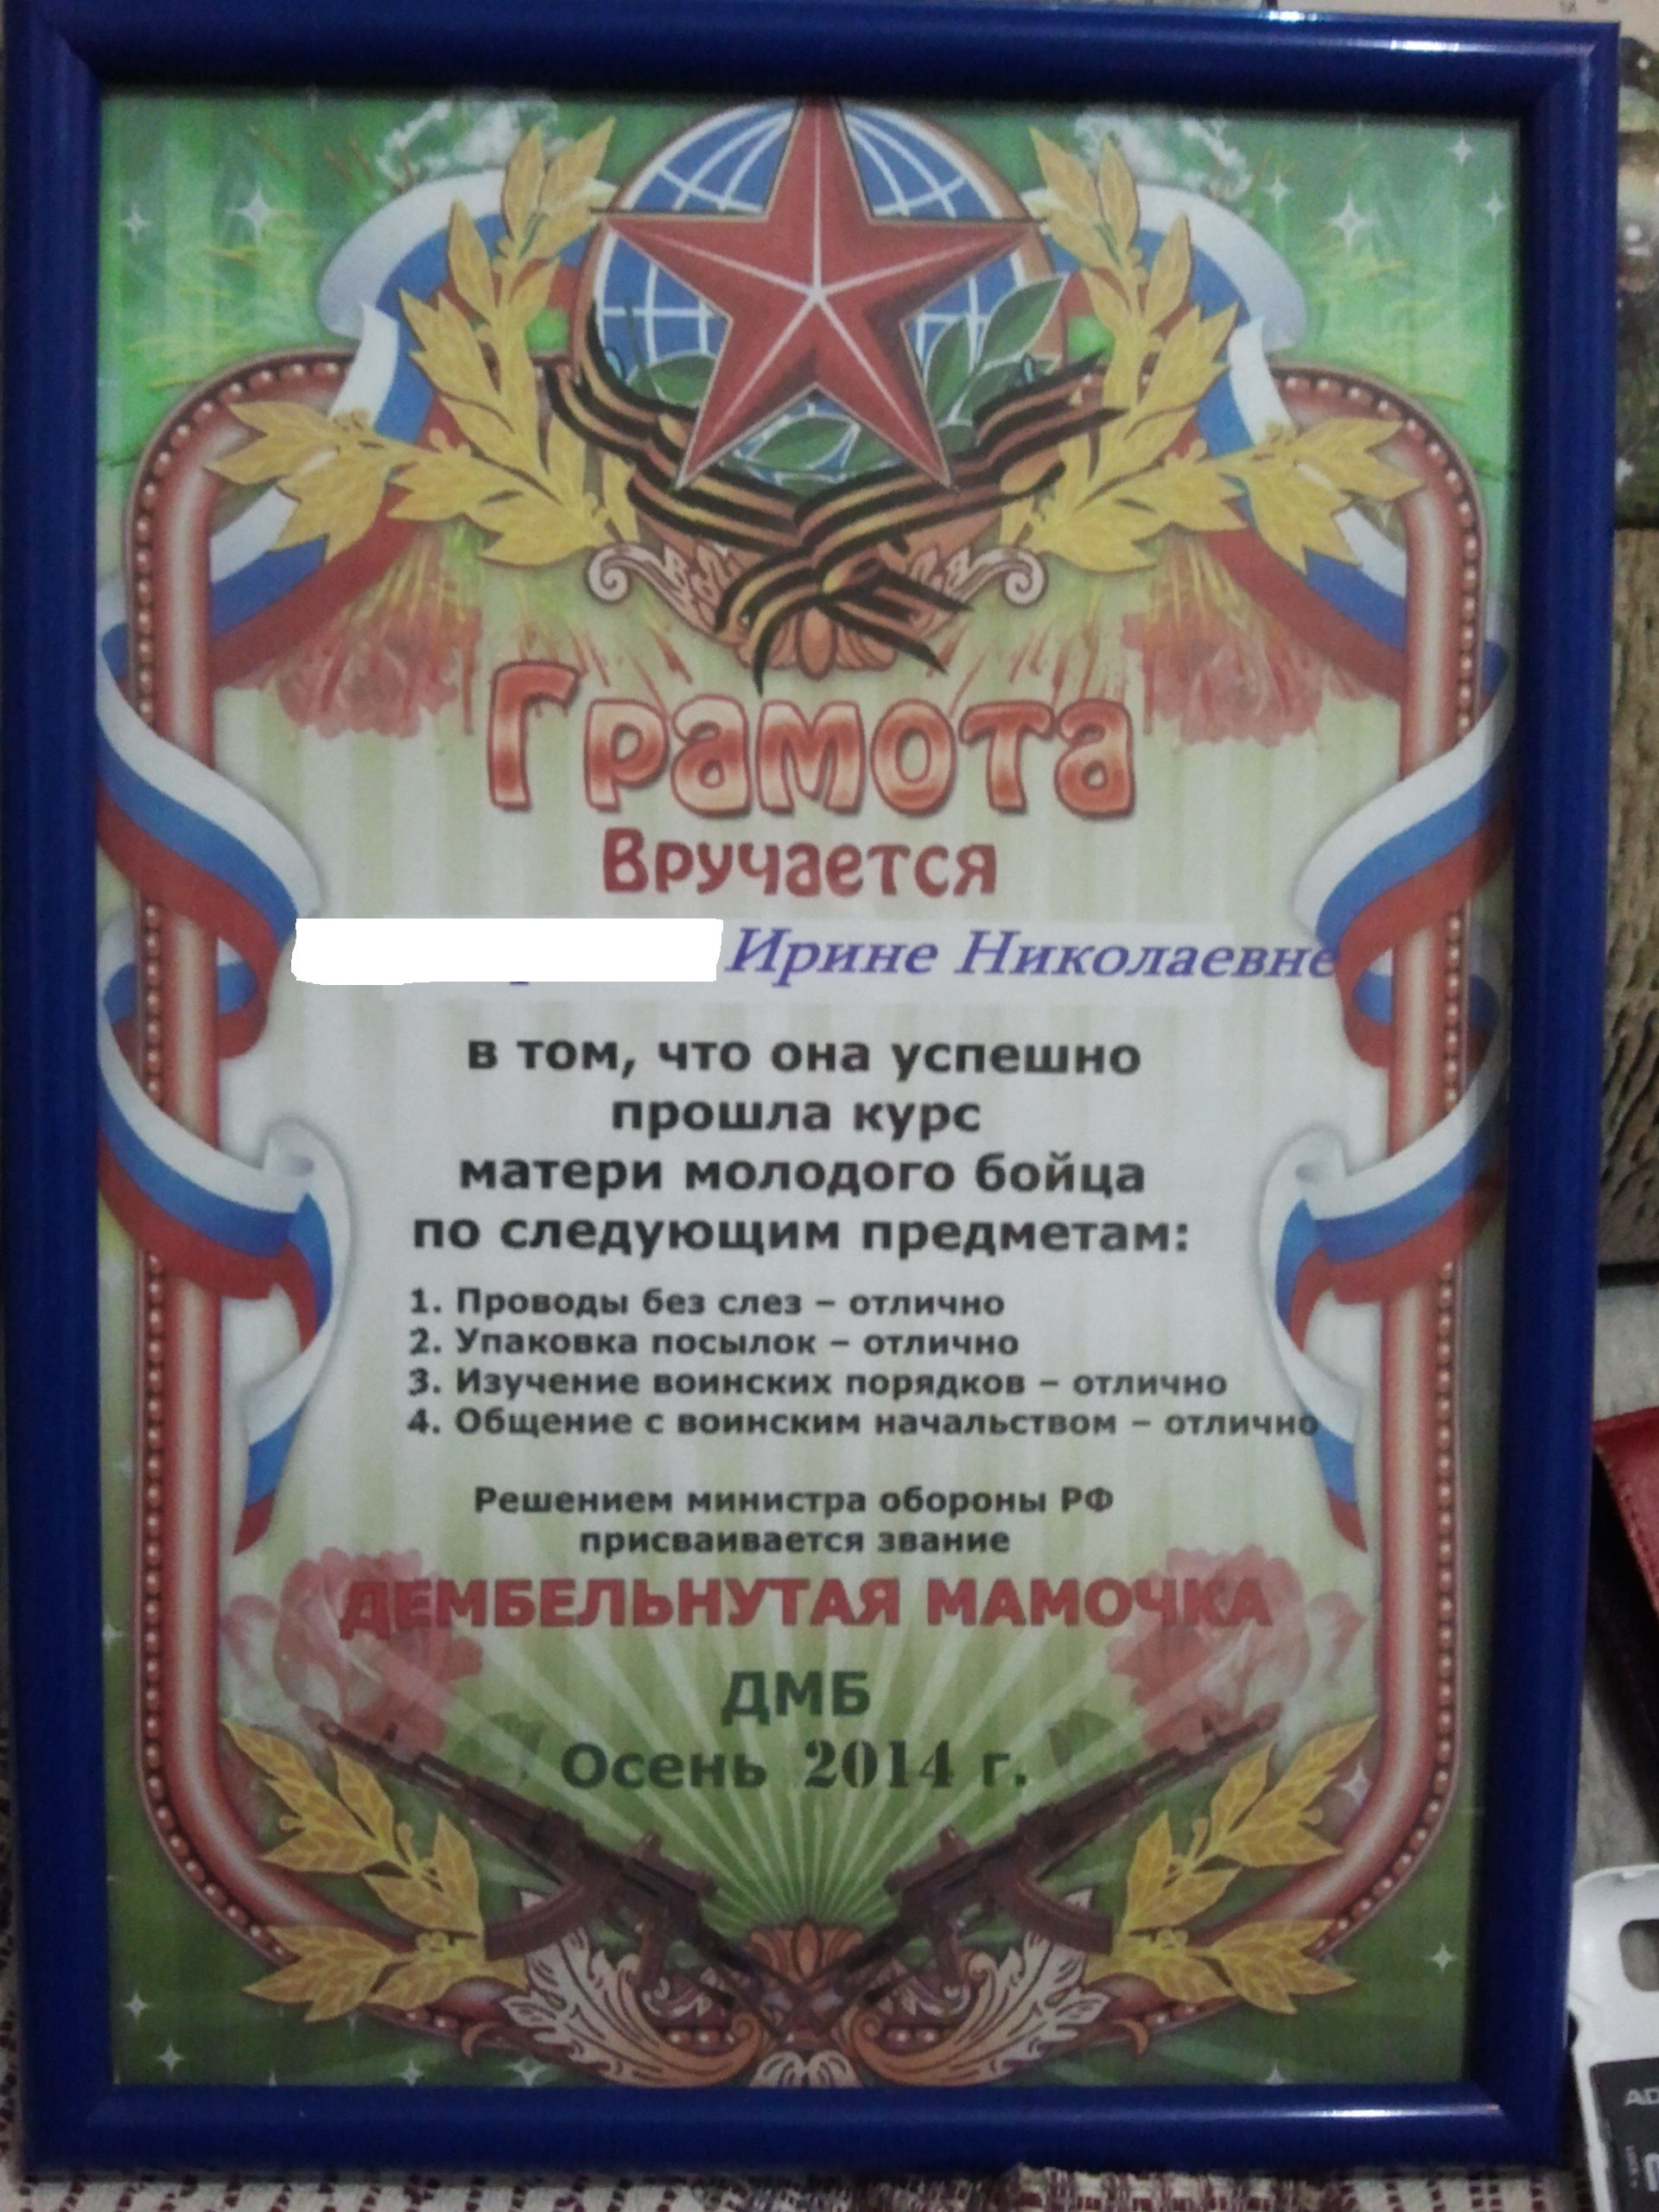 Грамота
Вручается
Ирине Николаевне
в том, что она успешно
прошла курс
матери молодого бойца
по следующим предметам:
1. Проводы без слез – отлично
2. Упаковка посылок – отлично
3. Изучение воинских порядков – отлично
4. Общение с воинским начальством – отлично
Решением министра обороны РФ
присваивается звание
ДЕМБЕЛЬНУТАЯ МАМОЧКА
ДМБ
Осень 2014 г.